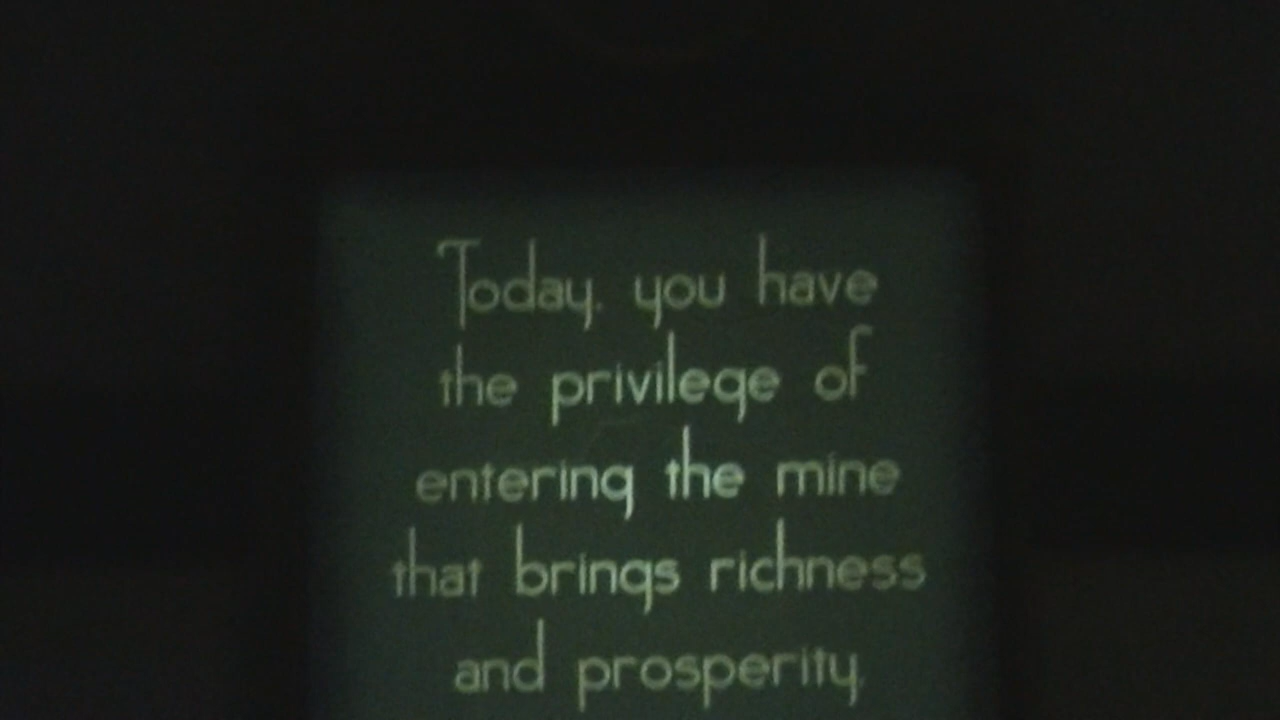 Today, you have
the privilege of
entering the mine
that brings richness
and prosperity,